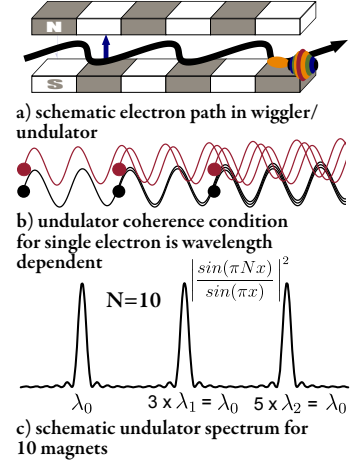 N
S
a) schematic electron path in wiggler/
undulator
b) undulator coherence condition
for single electron is wavelength
dependent
N=10
|sin(πNx)/sin(πx)|²
λ₀
3 x λ₁ = λ₀
5 x λ₂ = λ₀
c) schematic undulator spectrum for
10 magnets